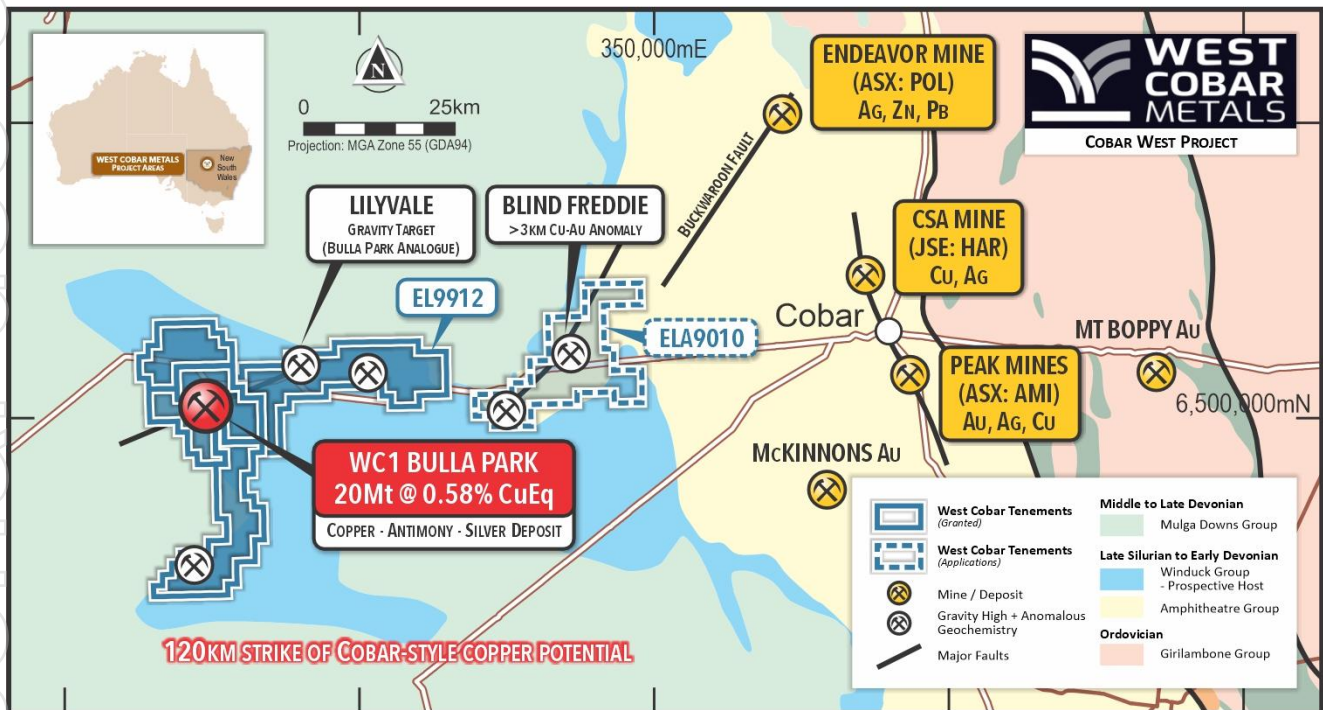 WEST COBAR METALS
PROJECT AREAS
New
South
Wales
N
0 25km
Projection: MGA Zone 55 (GDA94)
350,000mE
ENDEAVOR MINE
(ASX: POL)
AG, ZN, PB
WEST
COBAR
METALS
COBAR WEST PROJECT
BUCKWAROON FAULT
LILYVALE
GRAVITY TARGET
(BULLA PARK ANALOGUE)
BLIND FREDDIE
>3KM CU-AU ANOMALY
EL9912
ELA9010
CSA MINE
(JSE: HAR)
CU, AG
Cobar
MT BOPPY AU
PEAK MINES
(ASX: AMI)
AU, AG, CU
6,500,000mN
WC1 BULLA PARK
20Mt @ 0.58% CuEq
COPPER - ANTIMONY - SILVER DEPOSIT
MCKINNONS AU
120KM STRIKE OF COBAR-STYLE COPPER POTENTIAL
West Cobar Tenements
(Granted)
West Cobar Tenements
(Applications)
Mine / Deposit
Gravity High + Anomalous
Geochemistry
Major Faults
Middle to Late Devonian
Mulga Downs Group
Late Silurian to Early Devonian
Winduck Group
- Prospective Host
Amphitheatre Group
Ordovician
Girilambone Group